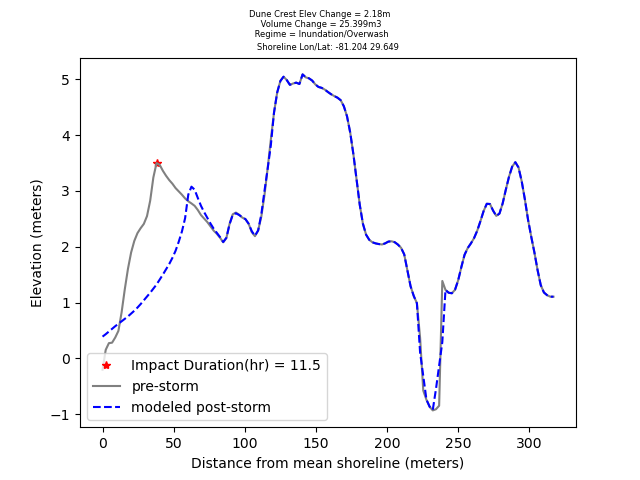 Dune Crest Elev Change = 2.18m
Volume Change = 25.399m3
Regime = Inundation/Overwash
Shoreline Lon/Lat: -81.204 29.649
5
4
3
2
1
0
−1
Elevation (meters)
Impact Duration(hr) = 11.5
pre-storm
modeled post-storm
0 50 100 150 200 250 300
Distance from mean shoreline (meters)